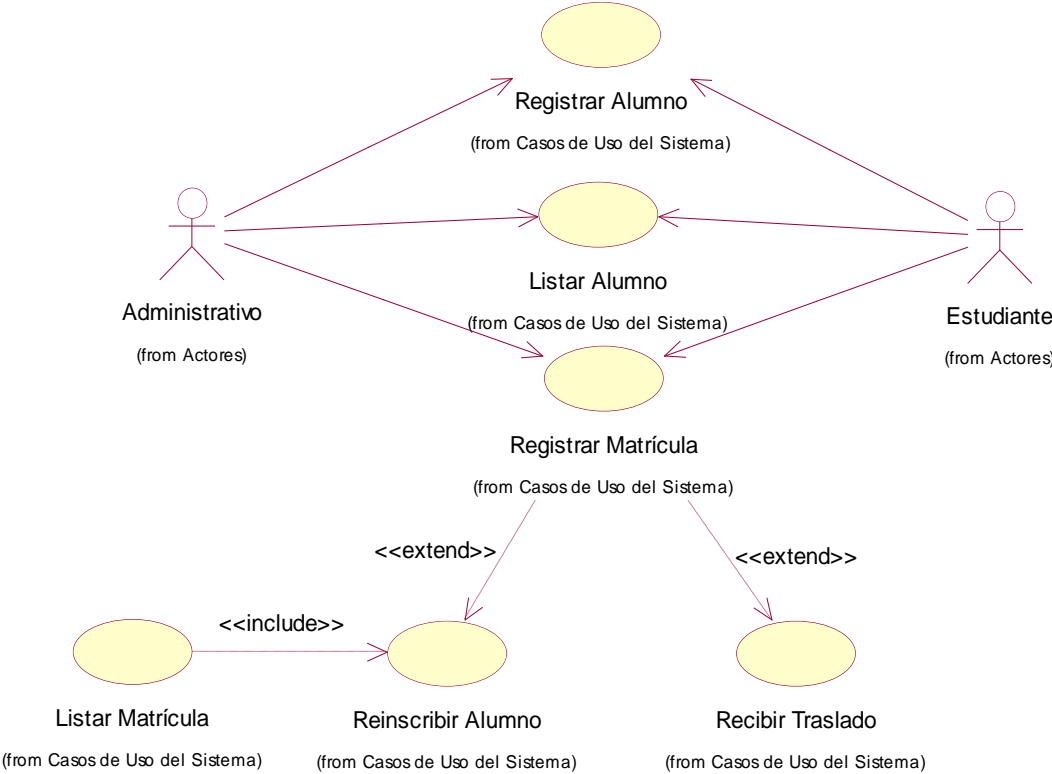 Registrar Alumno
(from Casos de Uso del Sistema)
Listar Alumno
(from Casos de Uso del Sistema)
Administrativo
(from Actores)
Estudiante
(from Actores)
Registrar Matrícula
(from Casos de Uso del Sistema)
<<extend>>
<<extend>>
<<include>>
Listar Matrícula
(from Casos de Uso del Sistema)
Reinscribir Alumno
(from Casos de Uso del Sistema)
Recibir Traslado
(from Casos de Uso del Sistema)